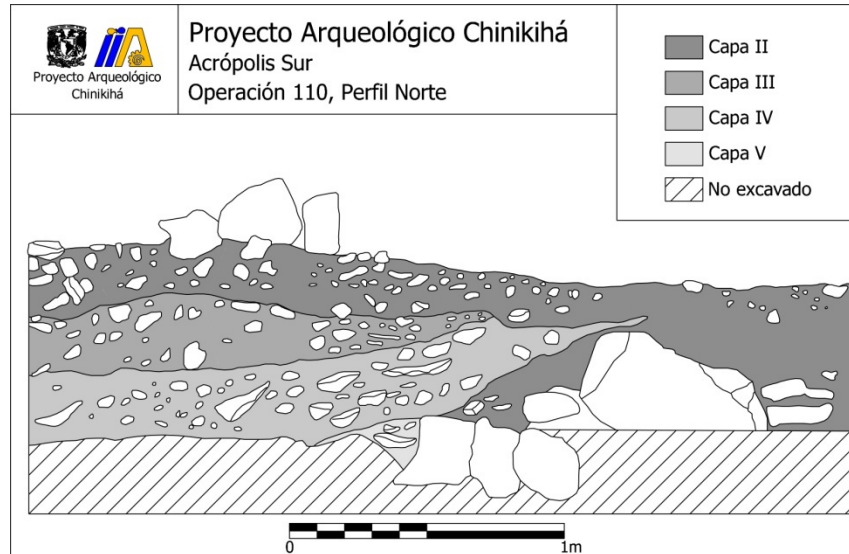 Proyecto Arqueológico
Chinikihá
Proyecto Arqueológico Chinikihá
Acrópolis Sur
Operación 110, Perfil Norte
Capa II
Capa III
Capa IV
Capa V
No excavado
0
1m